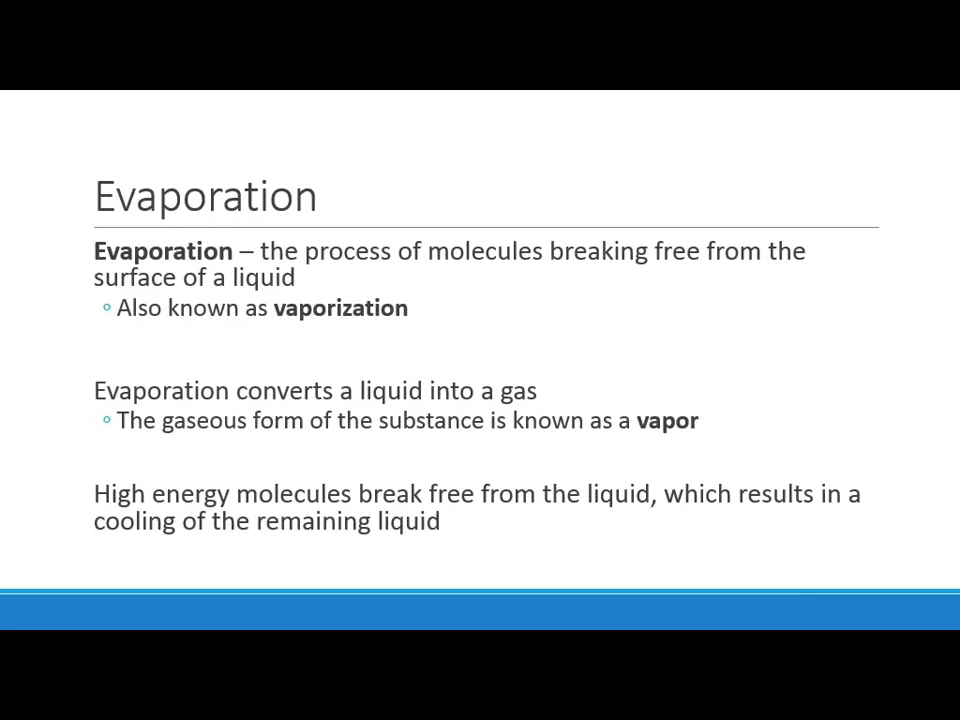 Evaporation
Evaporation – the process of molecules breaking free from the
surface of a liquid
◦ Also known as vaporization
Evaporation converts a liquid into a gas
◦ The gaseous form of the substance is known as a vapor
High energy molecules break free from the liquid, which results in a
cooling of the remaining liquid